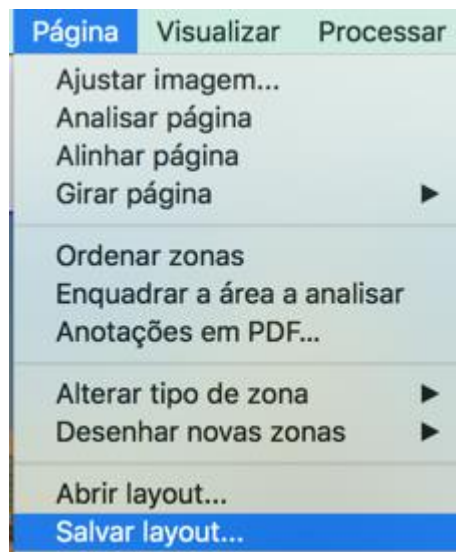 Página Visualizar Processar
Ajustar imagem...
Analisar página
Alinhar página
Girar página
Ordenar zonas
Enquadrar a área a analisar
Anotações em PDF...
Alterar tipo de zona
Desenhar novas zonas
Abrir layout...
Salvar layout...